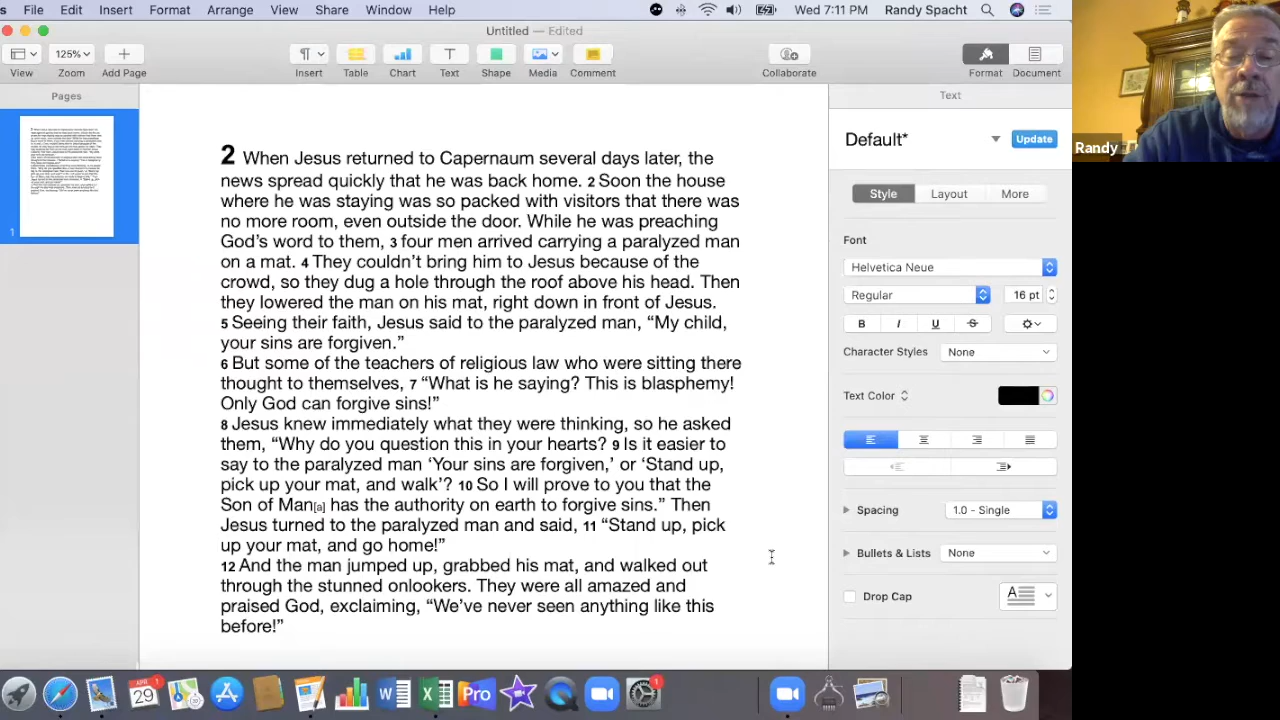 File Edit Insert Format Arrange View Share Window Help Wed 7:11 PM Randy Spacht
Untitled — Edited
125%
View Zoom Add Page Insert Table Chart Text Shape Media Comment Collaborate Format Document
Pages
Text
1
2 When Jesus returned to Capernaum several days later, the
news spread quickly that he was back home. 2 Soon the house
where he was staying was so packed with visitors that there was
no more room, even outside the door. While he was preaching
God’s word to them, 3 four men arrived carrying a paralyzed man
on a mat. 4 They couldn’t bring him to Jesus because of the
crowd, so they dug a hole through the roof above his head. Then
they lowered the man on his mat, right down in front of Jesus.
5 Seeing their faith, Jesus said to the paralyzed man, “My child,
your sins are forgiven.”
6 But some of the teachers of religious law who were sitting there
thought to themselves, 7 “What is he saying? This is blasphemy!
Only God can forgive sins!”
8 Jesus knew immediately what they were thinking, so he asked
them, “Why do you question this in your hearts? 9 Is it easier to
say to the paralyzed man ‘Your sins are forgiven,’ or ‘Stand up,
pick up your mat, and walk’? 10 So I will prove to you that the
Son of Man[a] has the authority on earth to forgive sins.” Then
Jesus turned to the paralyzed man and said, 11 “Stand up, pick
up your mat, and go home!”
12 And the man jumped up, grabbed his mat, and walked out
through the stunned onlookers. They were all amazed and
praised God, exclaiming, “We’ve never seen anything like this
before!”
Default*
Update
Style Layout More
Font
Helvetica Neue
Regular 16 pt
B I U S
Character Styles None
Text Color
Spacing 1.0 - Single
Bullets & Lists None
Drop Cap A
Randy
APR 29 1
W X Pro 1